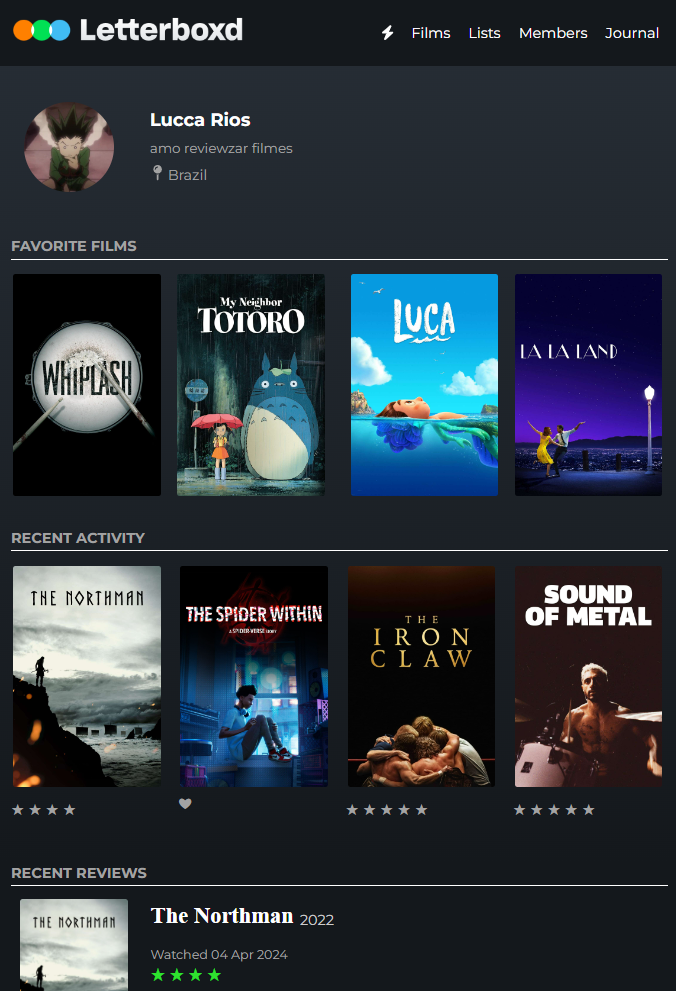 Letterboxd
Films Lists Members Journal
Lucca Rios
amo reviewzar filmes
Brazil
FAVORITE FILMS
WHIPLASH
My Neighbor
TOTORO
LUCA
LA LA LAND
RECENT ACTIVITY
THE NORTHMAN
THE SPIDER WITHIN
A SPIDER-VERSE STORY
THE
IRON
CLAW
SOUND
OF METAL
★ ★ ★ ★
★ ★ ★ ★ ★
★ ★ ★ ★ ★
RECENT REVIEWS
THE NORTHMAN
The Northman 2022
Watched 04 Apr 2024
★ ★ ★ ★